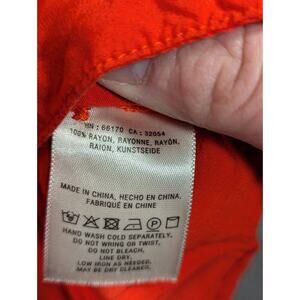 RN : 66170 CA : 32054
100% RAYON, RAYONNE, RAYÓN,
RAION, KUNSTSEIDE
MADE IN CHINA, HECHO EN CHINA,
FABRIQUÉ EN CHINE
HAND WASH COLD SEPARATELY,
DO NOT WRING OR TWIST,
DO NOT BLEACH,
LINE DRY.
LOW IRON AS NEEDED.
MAY BE DRY CLEARED.